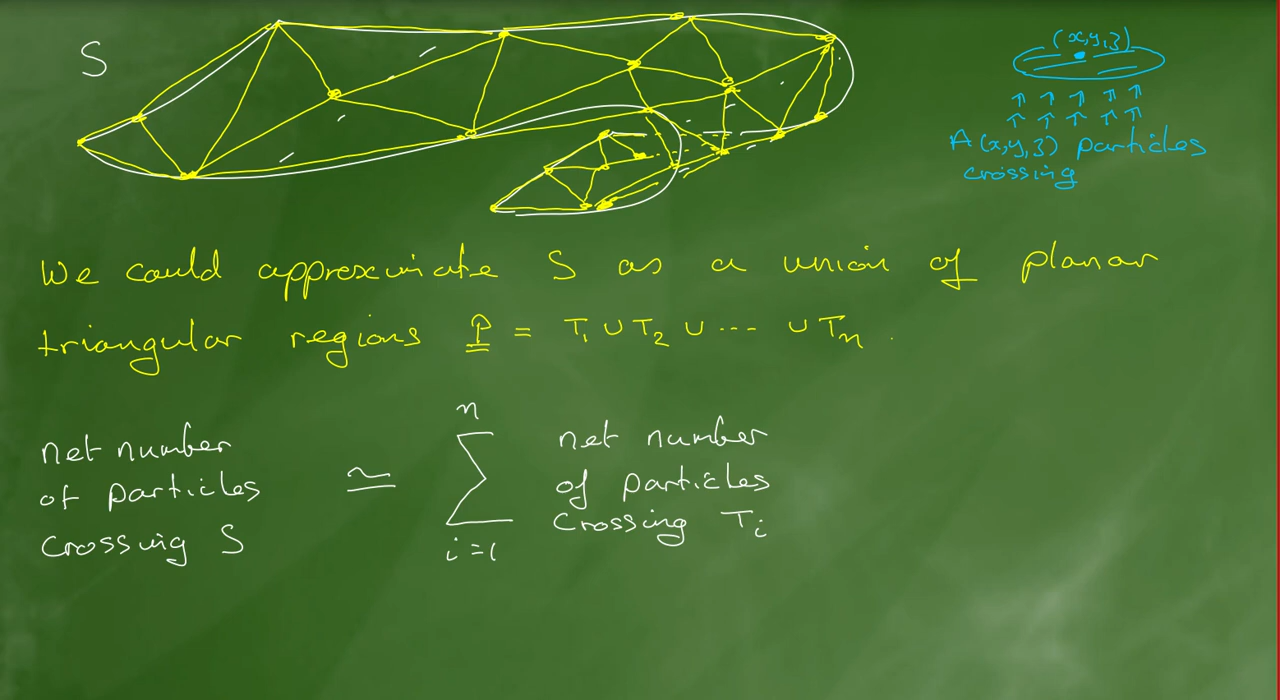 S
(x,y,z)
A(x,y,z) particles
crossing
We could approximate S as a union of planar
triangular regions P = T₁ ∪ T₂ ∪ ... ∪ Tₙ.
net number
of particles
crossing S
≃
n
∑
i=1
net number
of particles
crossing Tᵢ